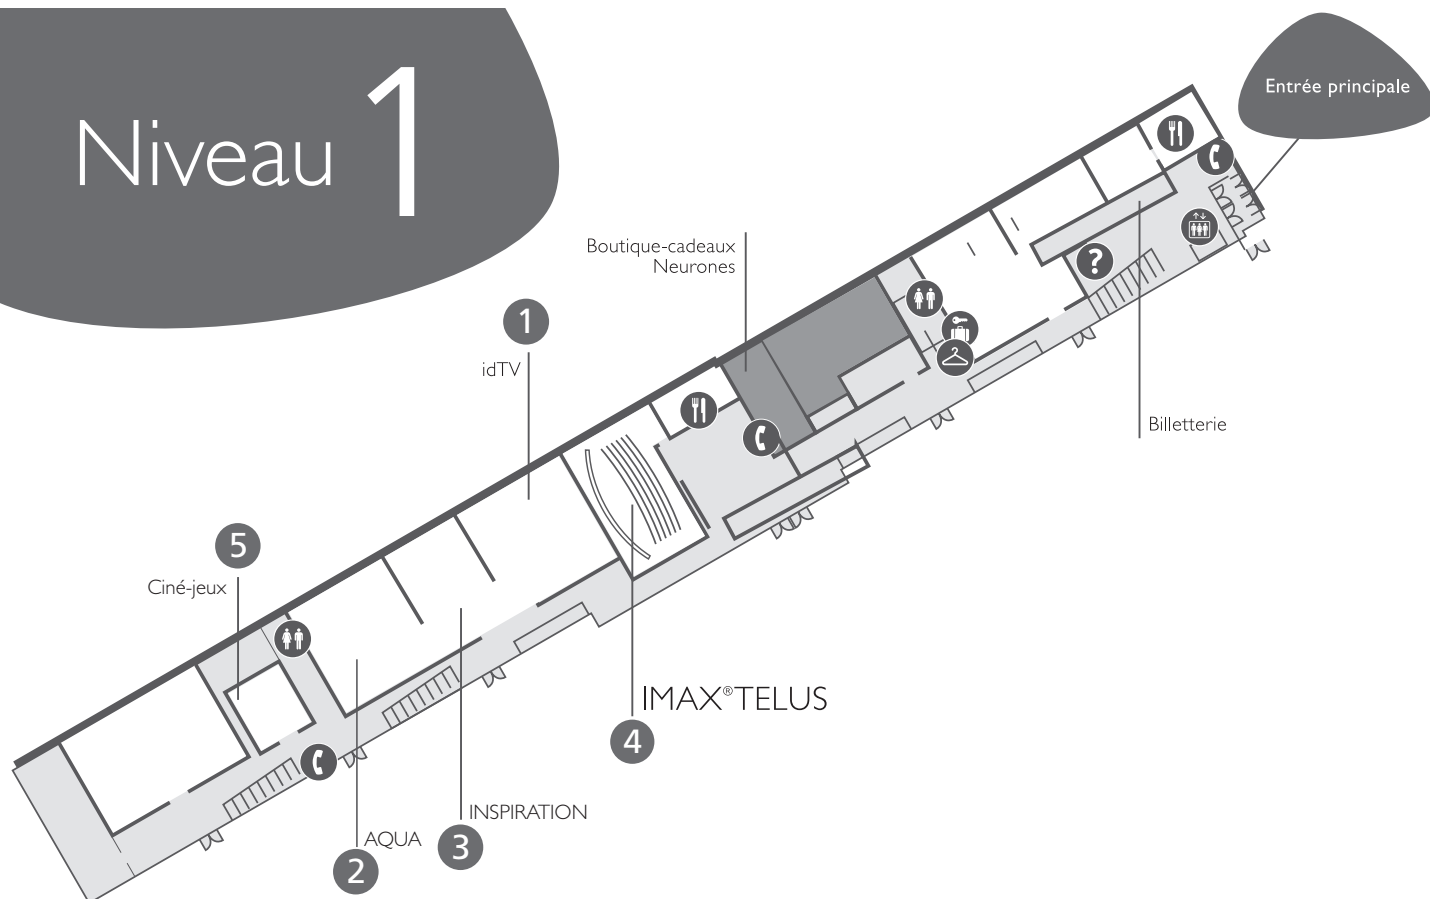 Niveau 1
Entrée principale
Boutique-cadeaux
Neurones
1
idTV
Billetterie
?
5
Ciné-jeux
IMAX®TELUS
4
INSPIRATION
3
AQUA
2